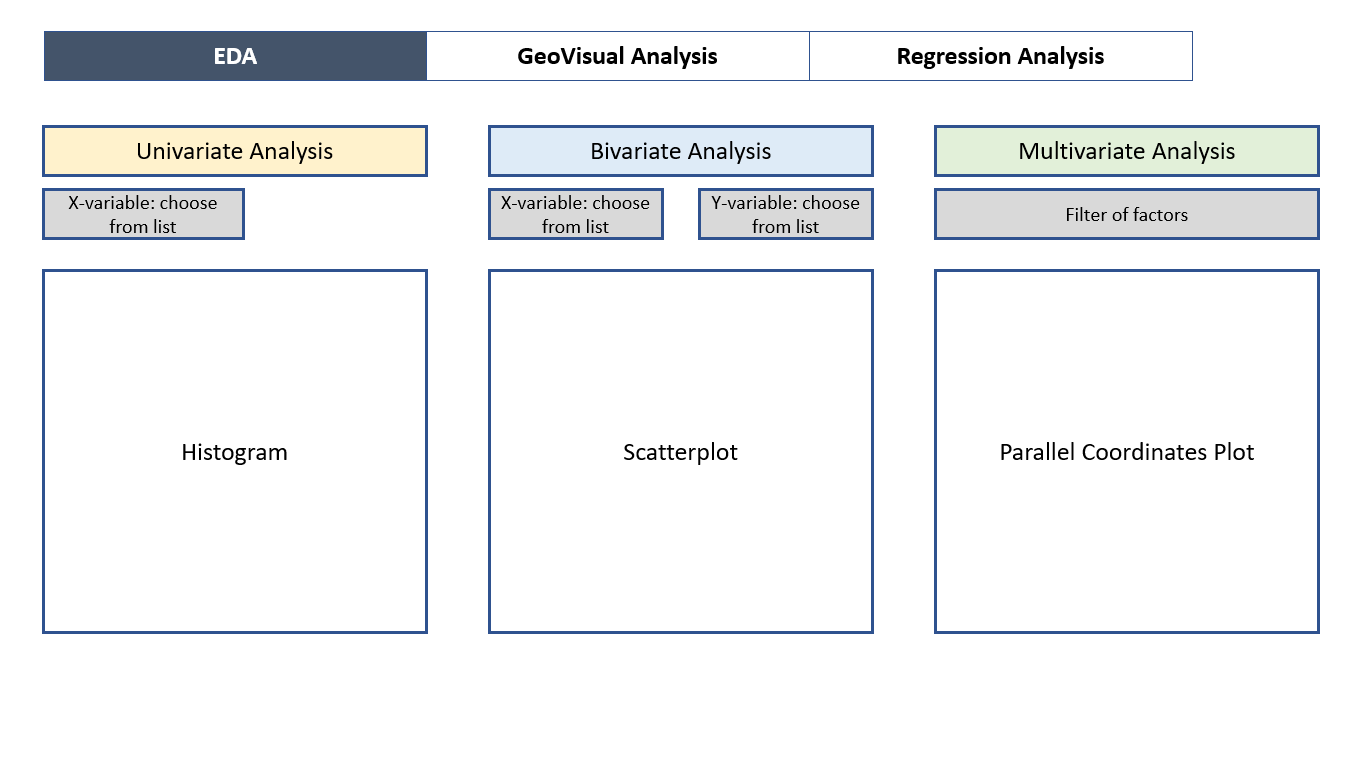 EDA
GeoVisual Analysis
Regression Analysis
Univariate Analysis
Bivariate Analysis
Multivariate Analysis
X-variable: choose
from list
X-variable: choose
from list
Y-variable: choose
from list
Filter of factors
Histogram
Scatterplot
Parallel Coordinates Plot